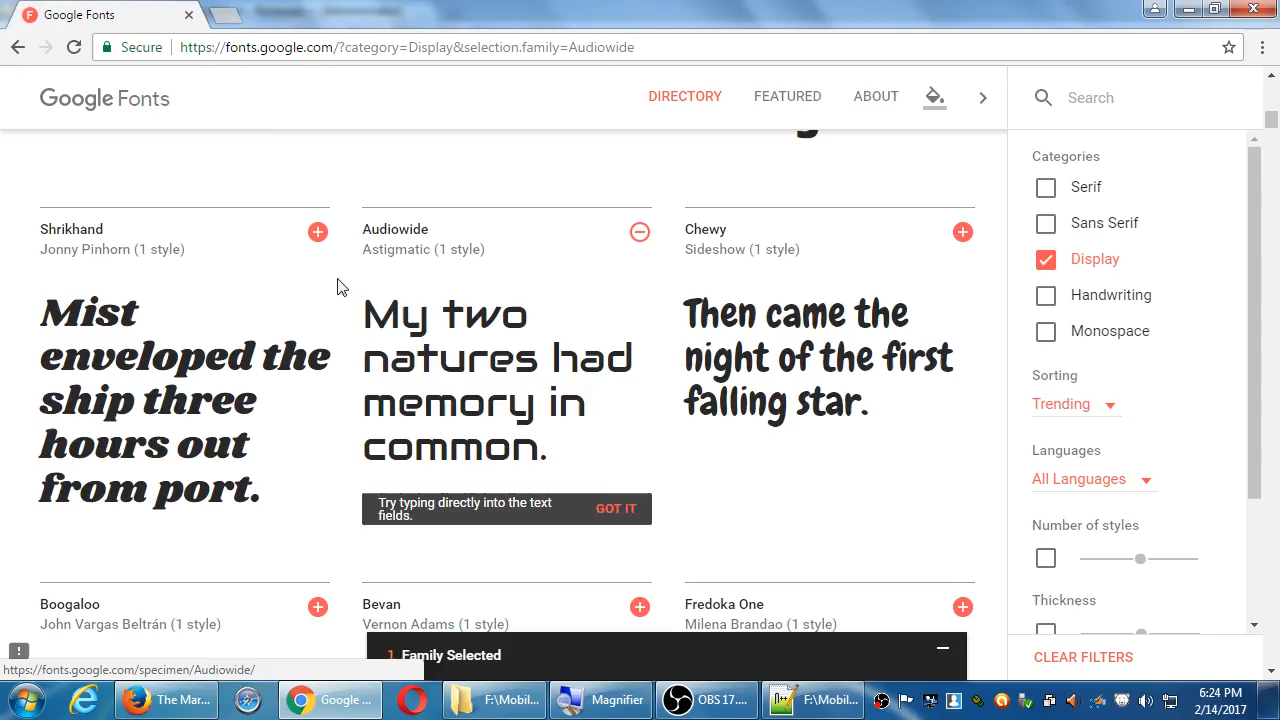 Google Fonts
Secure https://fonts.google.com/?category=Display&selection.family=Audiowide
Google Fonts
DIRECTORY FEATURED ABOUT
Search
Categories
Serif
Sans Serif
Display
Handwriting
Monospace
Sorting
Trending
Languages
All Languages
Number of styles
Thickness
CLEAR FILTERS
Shrikhand
Jonny Pinhorn (1 style)
Mist
enveloped the
ship three
hours out
from port.
Audiowide
Astigmatic (1 style)
My two
natures had
memory in
common.
Try typing directly into the text
fields.
GOT IT
Chewy
Sideshow (1 style)
Then came the
night of the first
falling star.
Boogaloo
John Vargas Beltrán (1 style)
Bevan
Vernon Adams (1 style)
Fredoka One
Milena Brandao (1 style)
1 Family Selected
https://fonts.google.com/specimen/Audiowide/
The Mar...
Google ...
F:\Mobil...
Magnifier
OBS 17....
F:\Mobil...
6:24 PM
2/14/2017